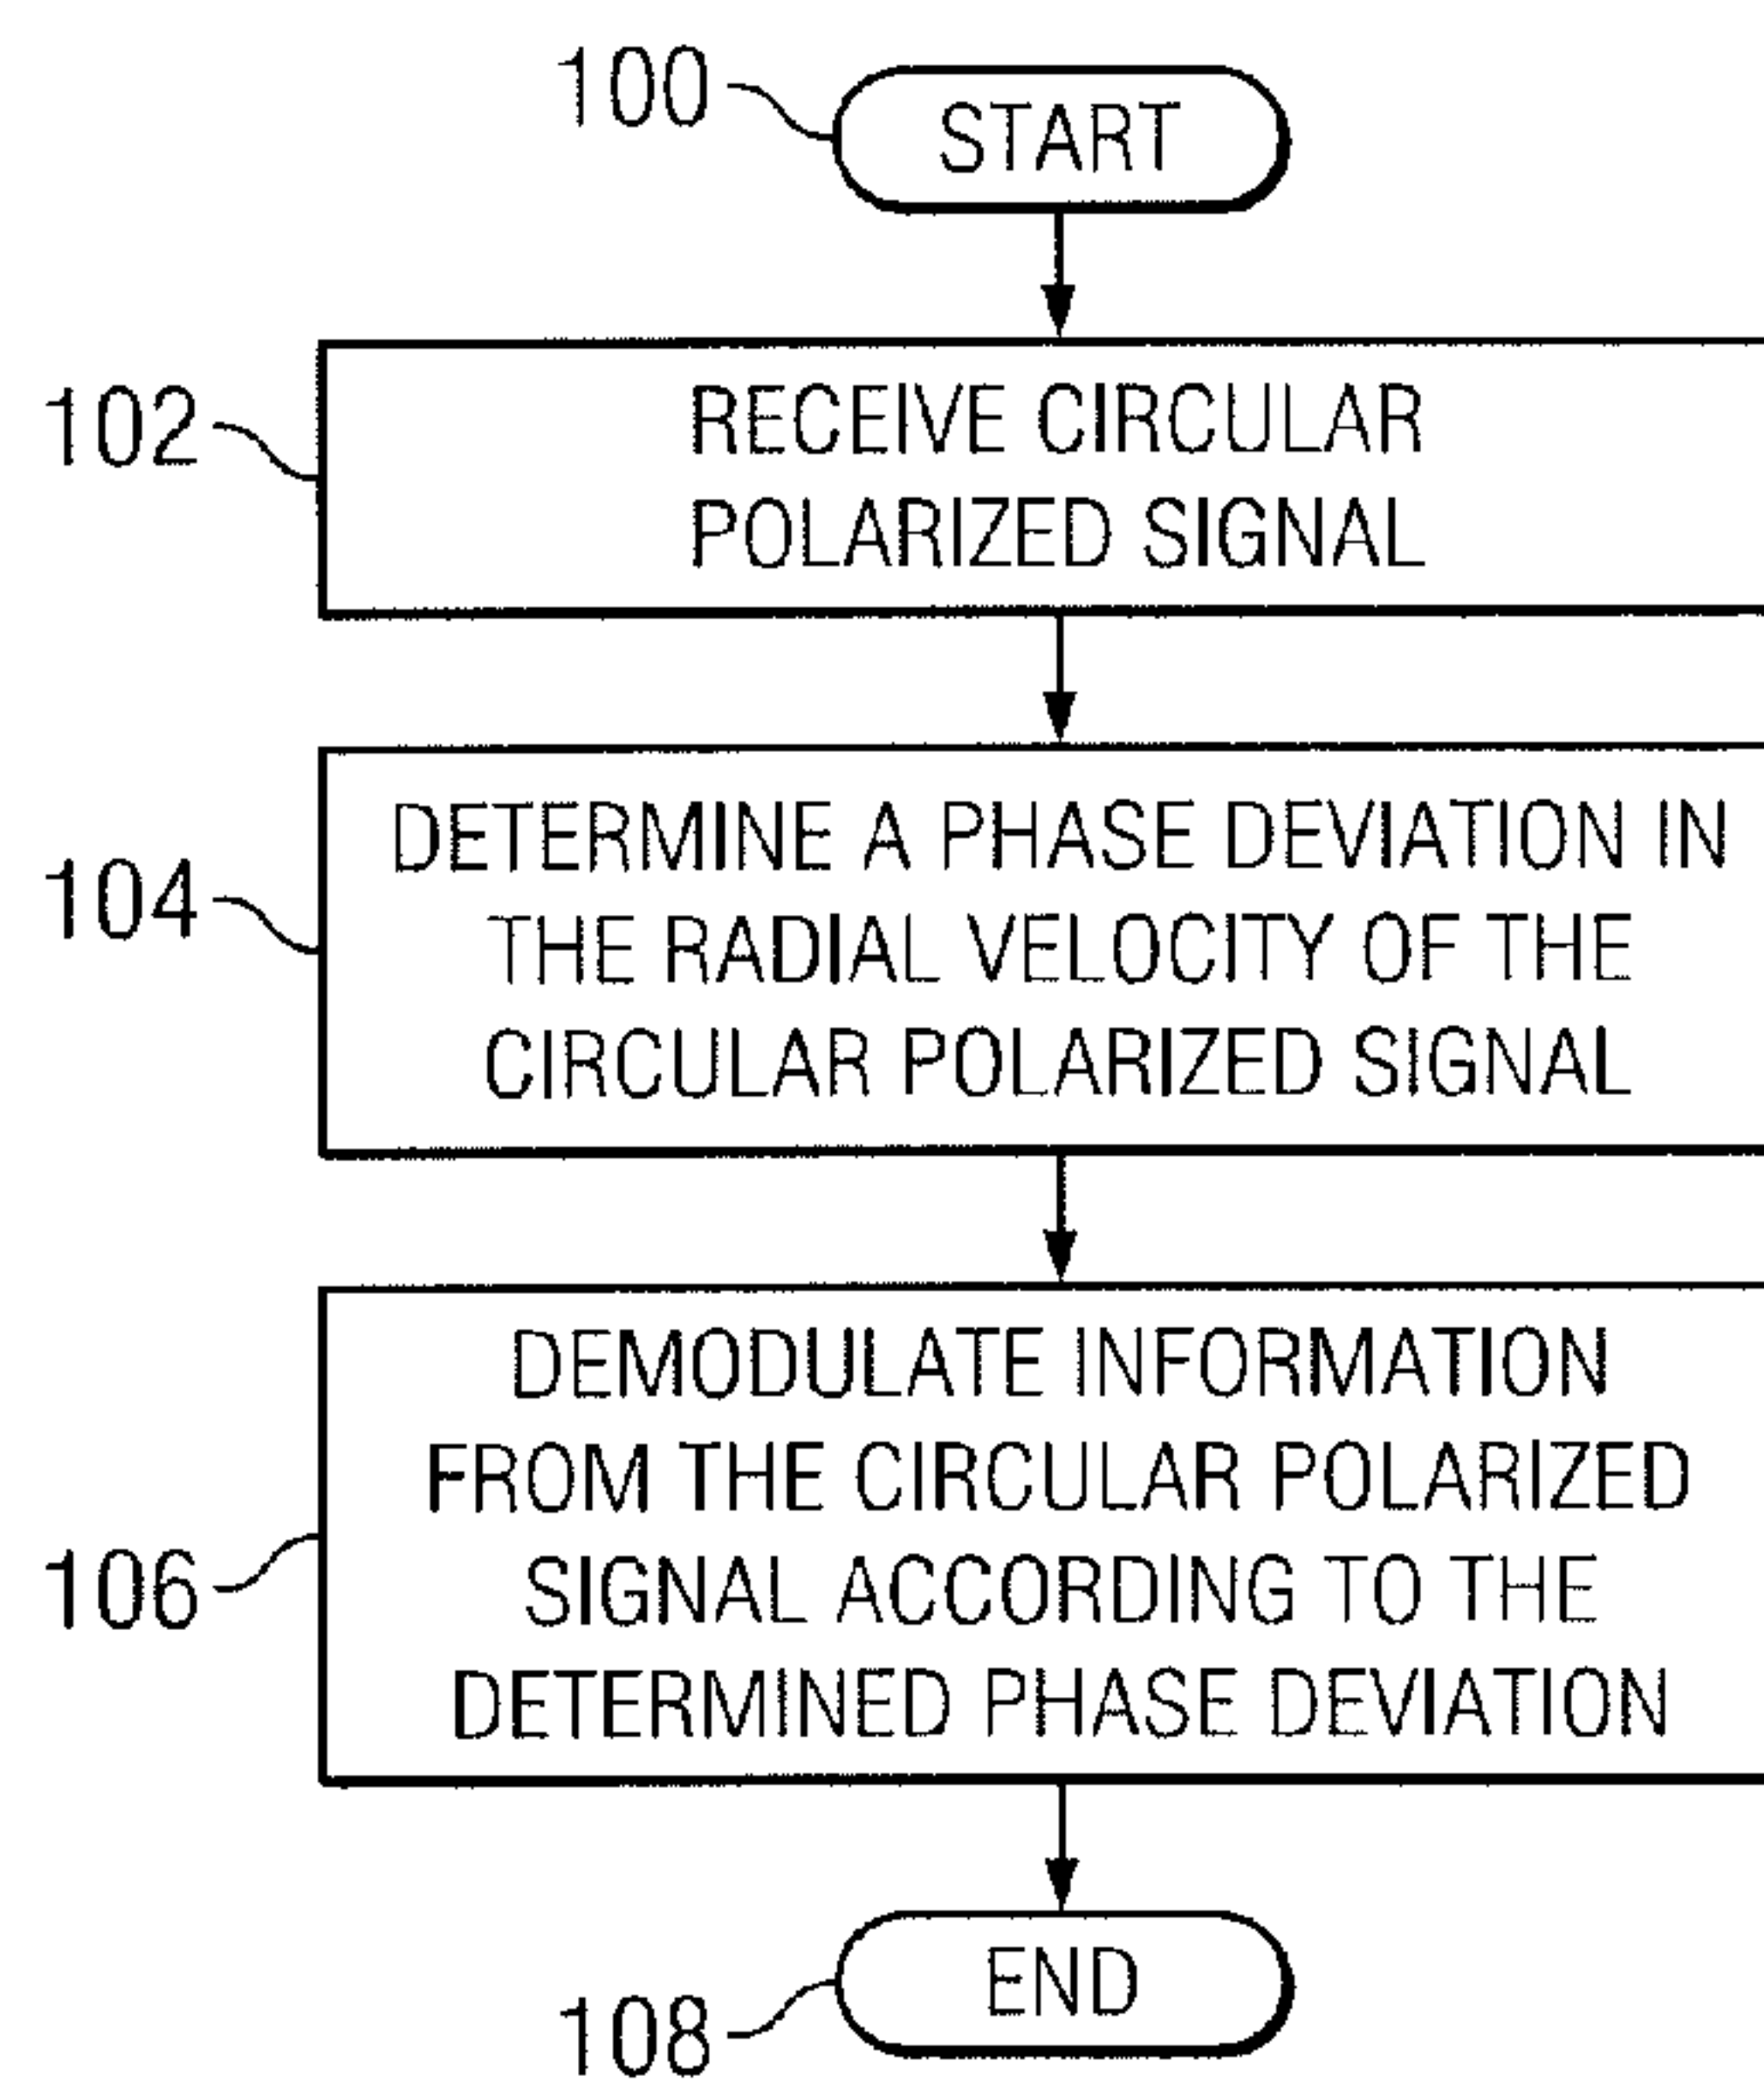 100
START
102
RECEIVE CIRCULAR
POLARIZED SIGNAL
104
DETERMINE A PHASE DEVIATION IN
THE RADIAL VELOCITY OF THE
CIRCULAR POLARIZED SIGNAL
106
DEMODULATE INFORMATION
FROM THE CIRCULAR POLARIZED
SIGNAL ACCORDING TO THE
DETERMINED PHASE DEVIATION
108
END